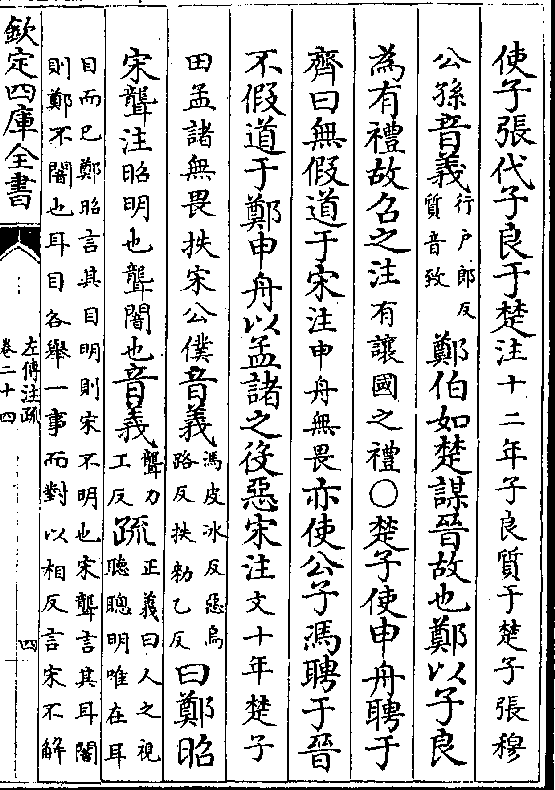 使子張代子良于楚注十二年子良質于楚子張穆
公孫音義行戶郎反
質音致鄭伯如楚謀晉故也鄭以子良
為有禮故召之注有讓國之禮○楚子使申舟聘于
齊曰無假道于宋注申舟無畏亦使公子馮聘于晉
不假道于鄭申舟以孟諸之役惡宋注文十年楚子
田孟諸無畏抶宋公僕音義馮皮冰反惡烏
路反抶勑乙反曰鄭昭
宋聾注昭明也聾闇也音義聾力
工反疏正義曰人之視
聽聰明唯在耳
目而已鄭昭言其目明則宋不明也宋聾言其耳闇
則鄭不闇也耳目各舉一事而對以相反言宋不解
欽定四庫全書
左傳注疏
卷二十四
四